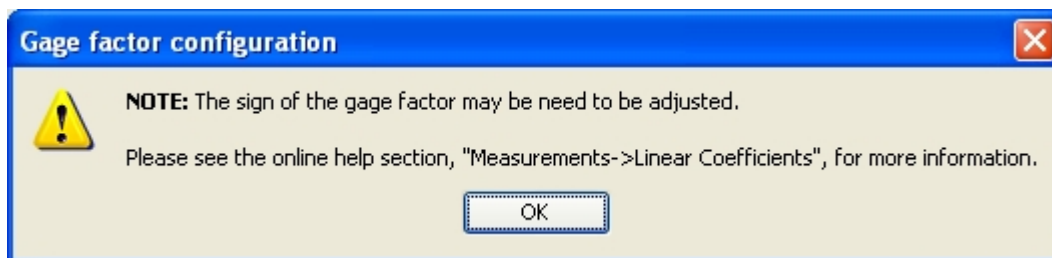 Gage factor configuration
NOTE: The sign of the gage factor may be need to be adjusted.
Please see the online help section, "Measurements->Linear Coefficients", for more information.
OK